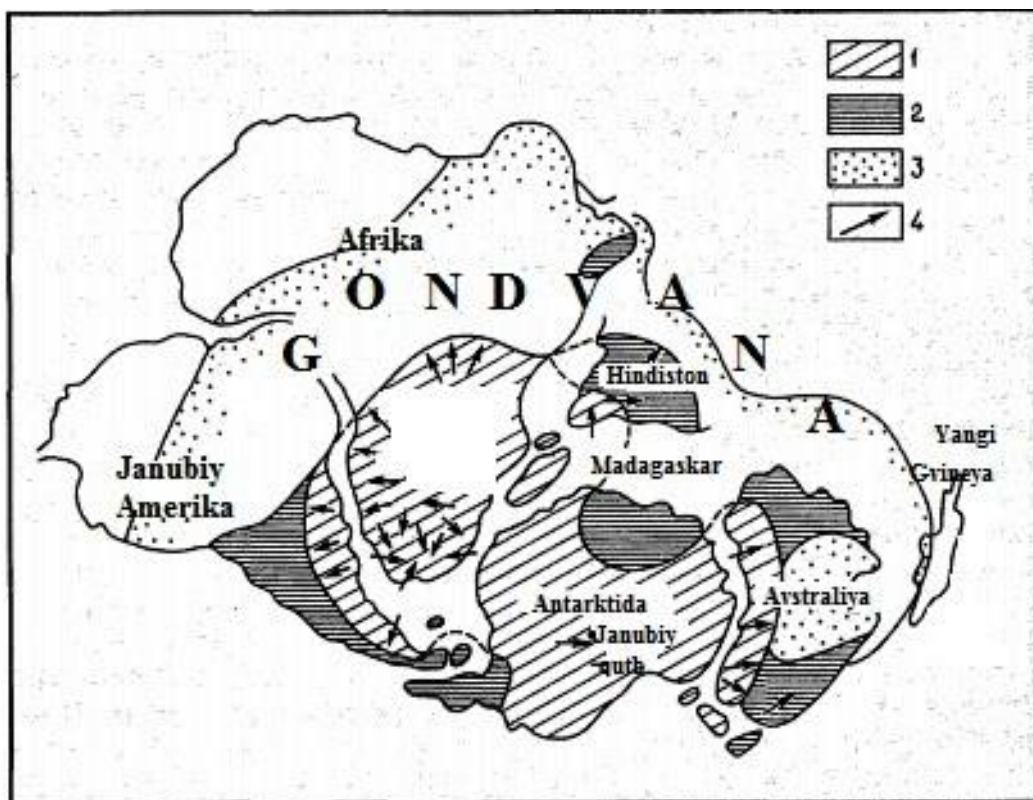 1
2
3
4
Afrika
G O N D V A N A
Hindiston
Madagaskar
Yangi
Gvineya
Janubiy
Amerika
Antarktida
Janubiy
qutb
Avstraliya